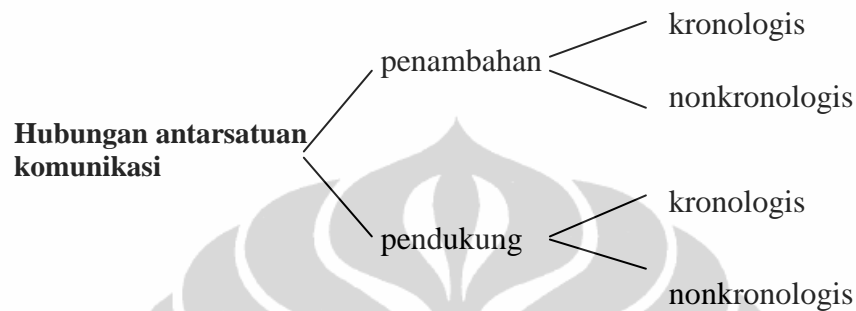 kronologis
penambahan
nonkronologis
Hubungan antarsatuan
komunikasi
kronologis
pendukung
nonkronologis